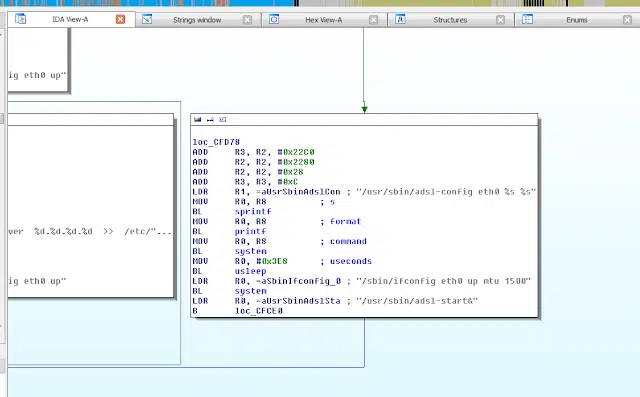 IDA View-A
Strings window
Hex View-A
Structures
Enums
ig eth0 up"
ver %d.%d.%d.%d >> /etc/"...
ig eth0 up"
loc_CFD78
ADD R3, R2, #0x22C0
ADD R2, R2, #0x2280
ADD R2, R2, #0x28
ADD R3, R3, #0xC
LDR R1, =aUsrSbinAdslCon ; "/usr/sbin/adsl-config eth0 %s %s"
MOV R0, R8 ; s
BL sprintf
MOV R0, R8 ; format
BL printf
MOV R0, R8 ; command
BL system
MOV R0, #0x3E8 ; useconds
BL usleep
LDR R0, =aSbinIfconfig_0 ; "/sbin/ifconfig eth0 up mtu 1500"
BL system
LDR R0, =aUsrSbinAdslSta ; "/usr/sbin/adsl-start&"
B loc_CFCE0